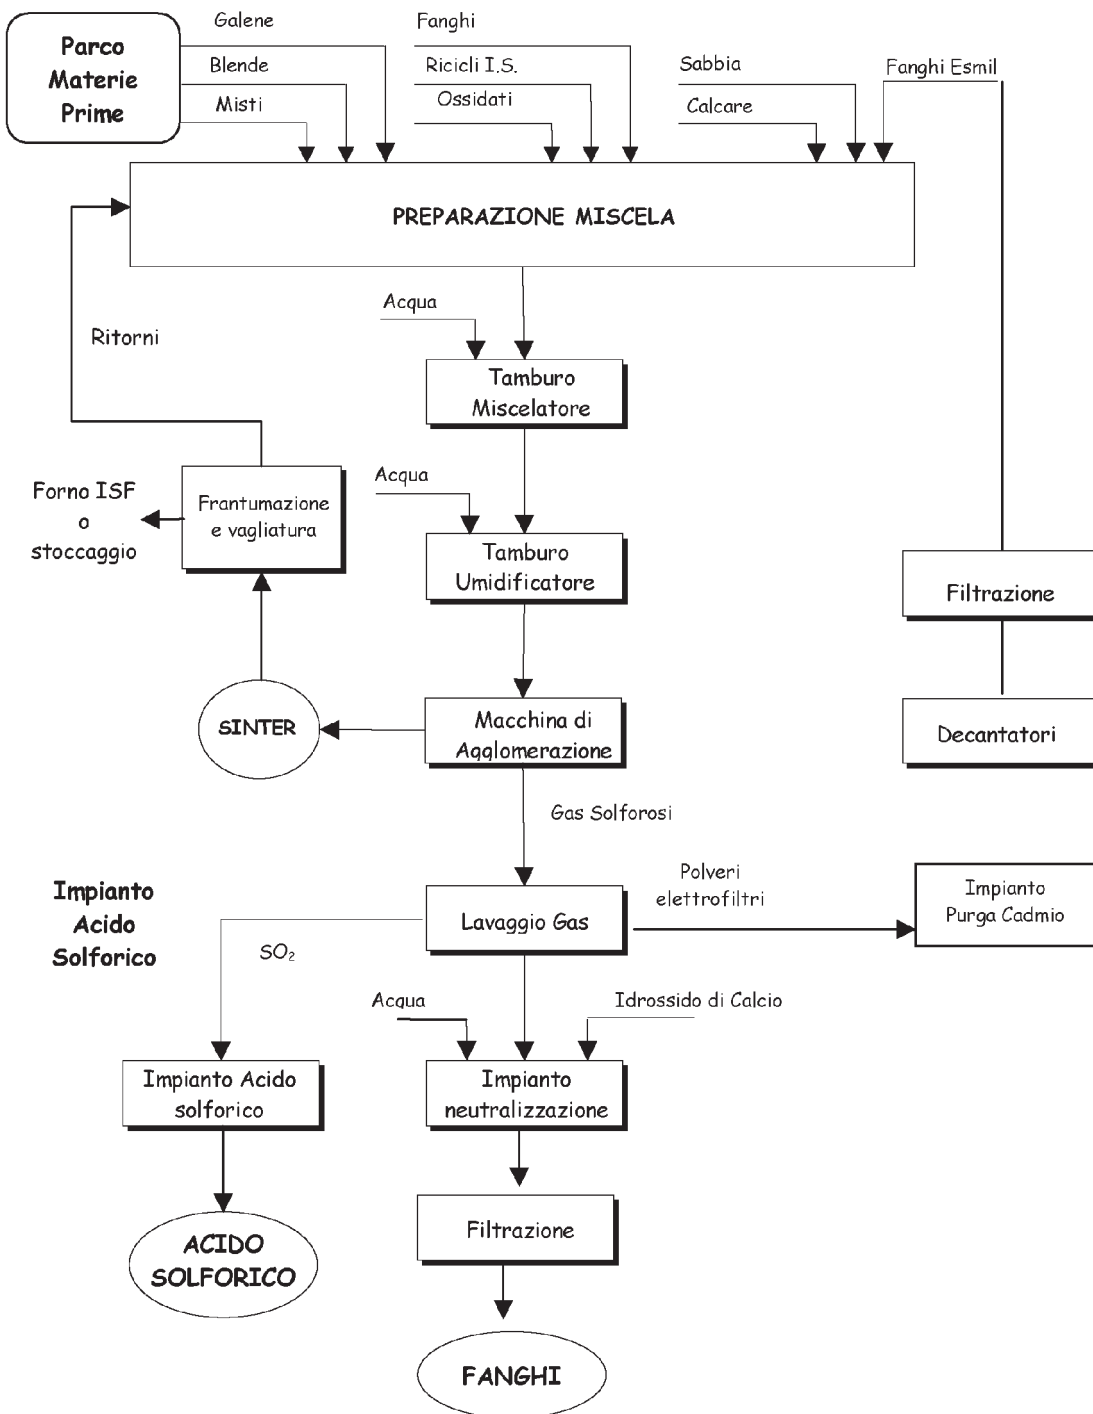 Parco
Materie
Prime
Galene
Blende
Misti
Fanghi
Ricicli I.S.
Ossidati
Sabbia
Calcare
Fanghi Esmil
PREPARAZIONE MISCELA
Ritorni
Acqua
Tamburo
Miscelatore
Forno ISF
o
stoccaggio
Frantumazione
e vagliatura
Acqua
Tamburo
Umidificatore
Filtrazione
SINTER
Macchina di
Agglomerazione
Decantatori
Gas Solforosi
Impianto
Acido
Solforico
SO₂
Lavaggio Gas
Polveri
elettrofiltri
Impianto
Purga Cadmio
Acqua
Idrossido di Calcio
Impianto Acido
solforico
Impianto
neutralizzazione
ACIDO
SOLFORICO
Filtrazione
FANGHI